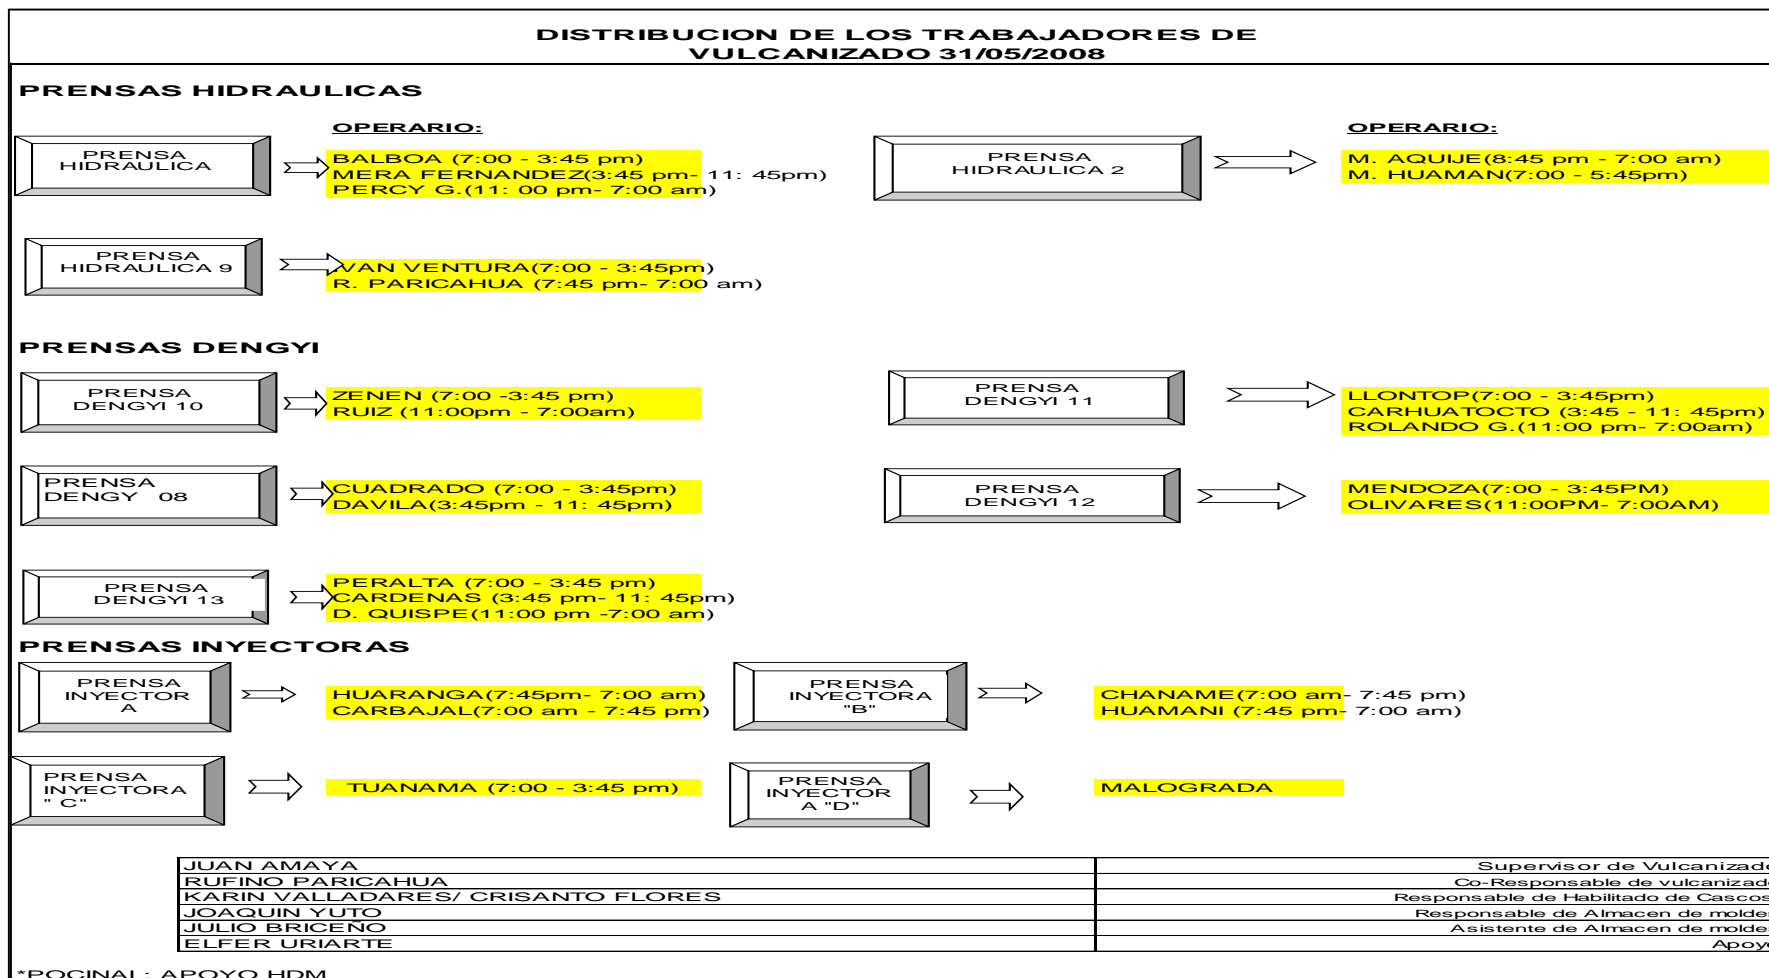 DISTRIBUCION DE LOS TRABAJADORES DE
VULCANIZADO 31/05/2008
PRENSAS HIDRAULICAS
OPERARIO:
PRENSA
HIDRAULICA
BALBOA (7:00 - 3:45 pm)
MERA FERNANDEZ(3:45 pm- 11: 45pm)
PERCY G.(11: 00 pm- 7:00 am)
OPERARIO:
PRENSA
HIDRAULICA 2
M. AQUIJE(8:45 pm - 7:00 am)
M. HUAMAN(7:00 - 5:45pm)
PRENSA
HIDRAULICA 9
IVAN VENTURA(7:00 - 3:45pm)
R. PARICAHUA (7:45 pm- 7:00 am)
PRENSAS DENGYI
PRENSA
DENGYI 10
ZENEN (7:00 -3:45 pm)
RUIZ (11:00pm - 7:00am)
PRENSA
DENGYI 11
LLONTOP(7:00 - 3:45pm)
CARHUATOCTO (3:45 - 11: 45pm)
ROLANDO G.(11:00 pm- 7:00am)
PRENSA
DENGY 08
CUADRADO (7:00 - 3:45pm)
DAVILA(3:45pm - 11: 45pm)
PRENSA
DENGYI 12
MENDOZA(7:00 - 3:45PM)
OLIVARES(11:00PM- 7:00AM)
PRENSA
DENGYI 13
PERALTA (7:00 - 3:45 pm)
CARDENAS (3:45 pm- 11: 45pm)
D. QUISPE(11:00 pm -7:00 am)
PRENSAS INYECTORAS
PRENSA
INYECTOR
A
HUARANGA(7:45pm- 7:00 am)
CARBAJAL(7:00 am - 7:45 pm)
PRENSA
INYECTORA
"B"
CHANAME(7:00 am- 7:45 pm)
HUAMANI (7:45 pm- 7:00 am)
PRENSA
INYECTORA
" C"
TUANAMA (7:00 - 3:45 pm)
PRENSA
INYECTOR
A "D"
MALOGRADA
JUAN AMAYA Supervisor de Vulcanizado
RUFINO PARICAHUA Co-Responsable de vulcanizado
KARIN VALLADARES/ CRISANTO FLORES Responsable de Habilitado de Cascos
JOAQUIN YUTO Responsable de Almacen de moldes
JULIO BRICEÑO Asistente de Almacen de moldes
ELFER URIARTE Apoyo
*POCINAL: APOYO HDM